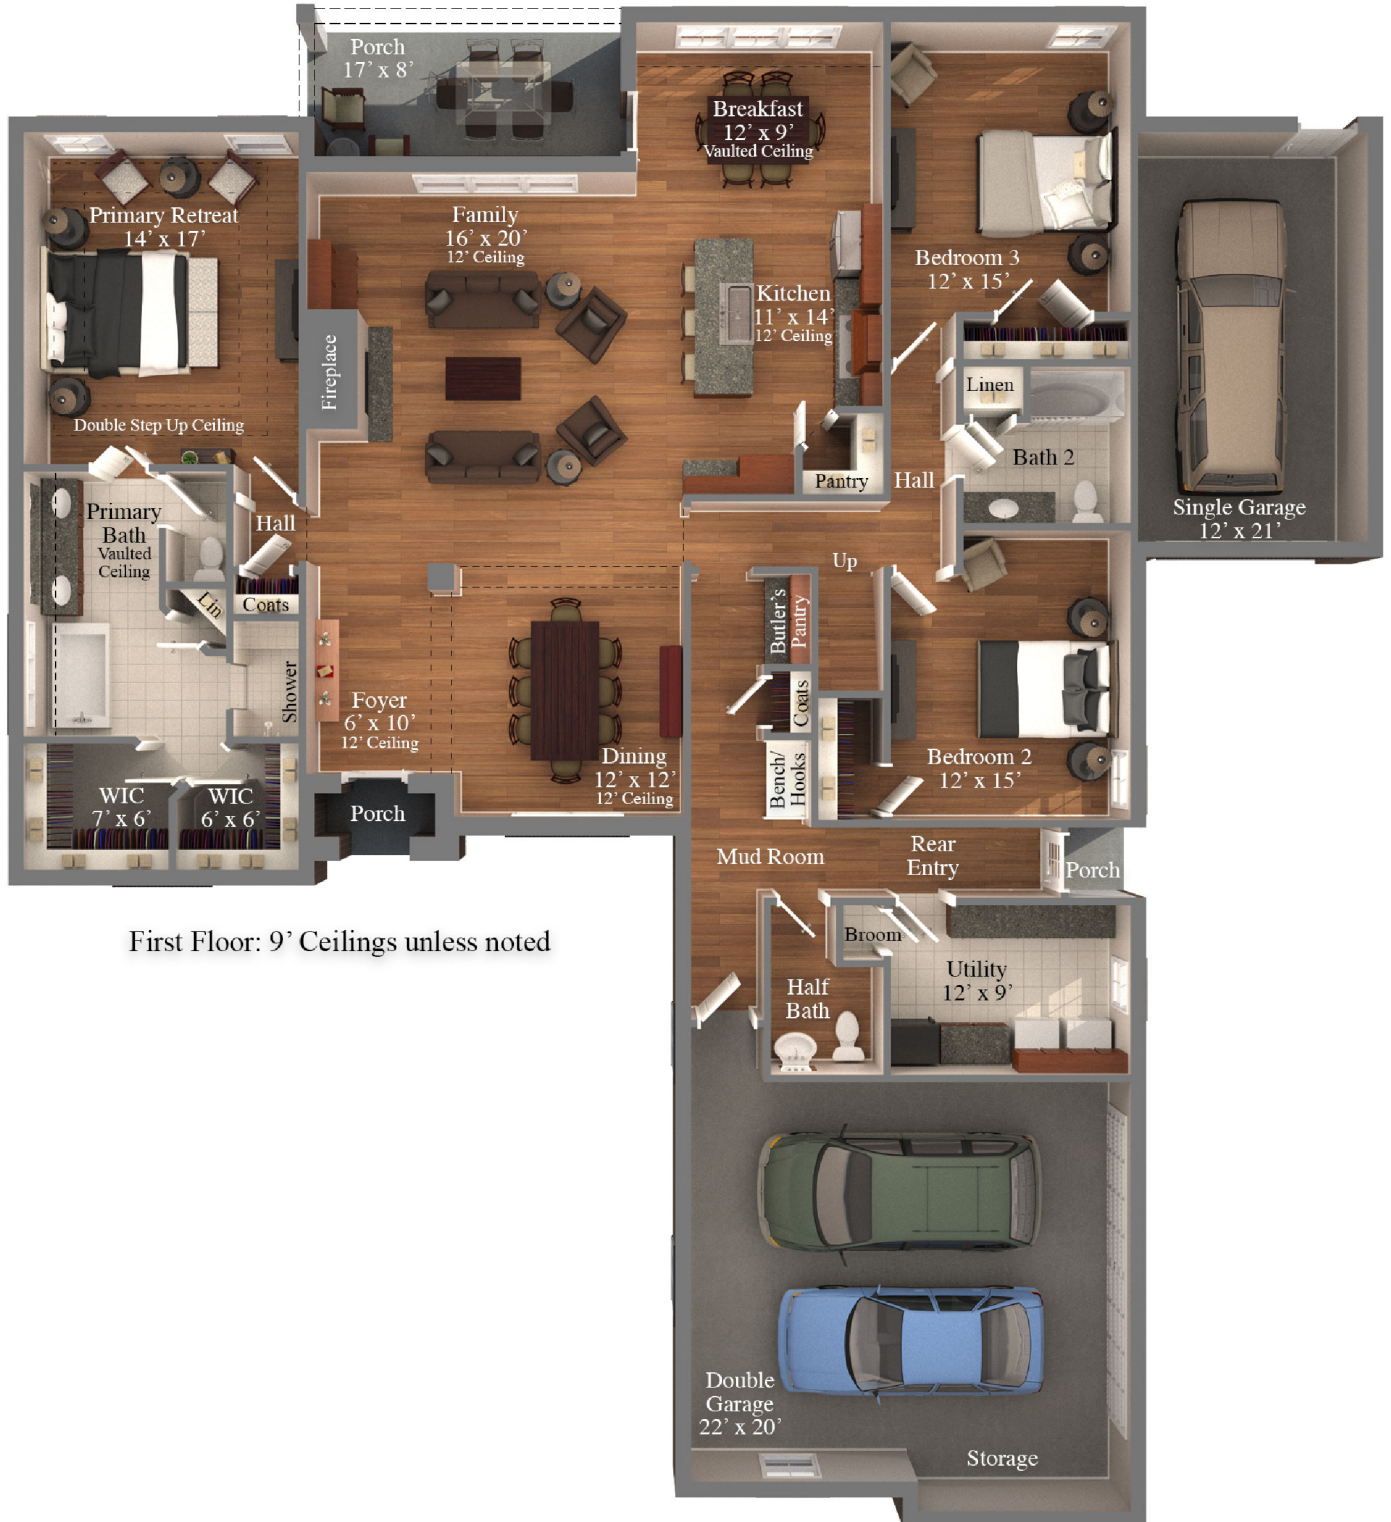 Porch
17’ x 8’
Breakfast
12’ x 9’
Vaulted Ceiling
Primary Retreat
14’ x 17’
Double Step Up Ceiling
Family
16’ x 20’
12’ Ceiling
Fireplace
Kitchen
11’ x 14’
12’ Ceiling
Bedroom 3
12’ x 15’
Linen
Bath 2
Hall
Pantry
Single Garage
12’ x 21’
Primary
Bath
Vaulted
Ceiling
Hall
Lin
Coats
Shower
Up
Butler’s
Pantry
Coats
Bench/
Hooks
Foyer
6’ x 10’
12’ Ceiling
Dining
12’ x 12’
12’ Ceiling
Bedroom 2
12’ x 15’
WIC
7’ x 6’
WIC
6’ x 6’
Porch
Mud Room
Rear
Entry
Porch
First Floor: 9’ Ceilings unless noted
Broom
Half
Bath
Utility
12’ x 9’
Double
Garage
22’ x 20’
Storage